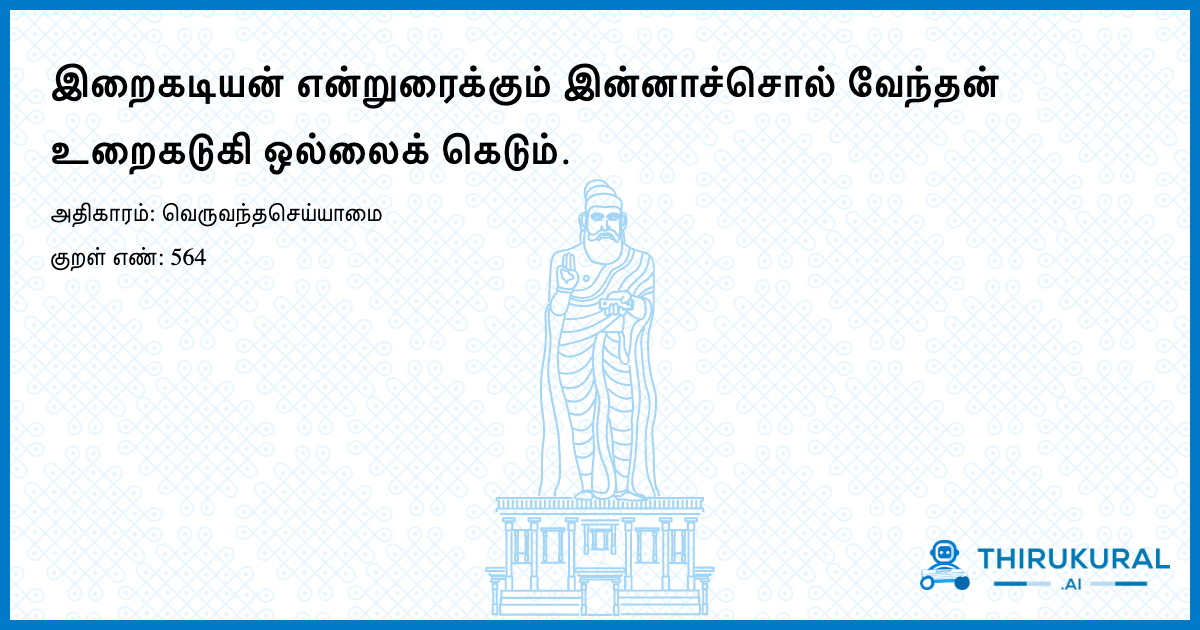 இறைகடியன் என்றுரைக்கும் இன்னாச்சொல் வேந்தன்
உறைகடுகி ஒல்லைக் கெடும்.
அதிகாரம்: வெருவந்தசெய்யாமை
குறள் எண்: 564
THIRUKURAL
.AI